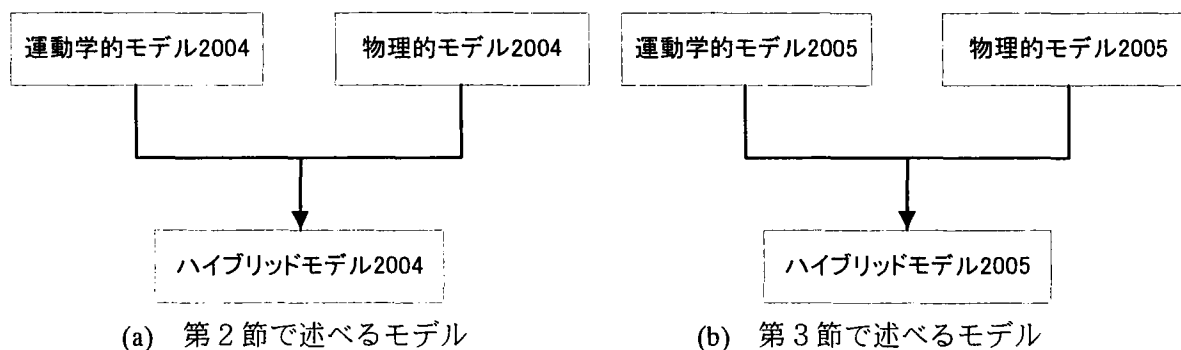 運動学的モデル2004
物理的モデル2004
ハイブリッドモデル2004
(a) 第2節で述べるモデル
運動学的モデル2005
物理的モデル2005
ハイブリッドモデル2005
(b) 第3節で述べるモデル